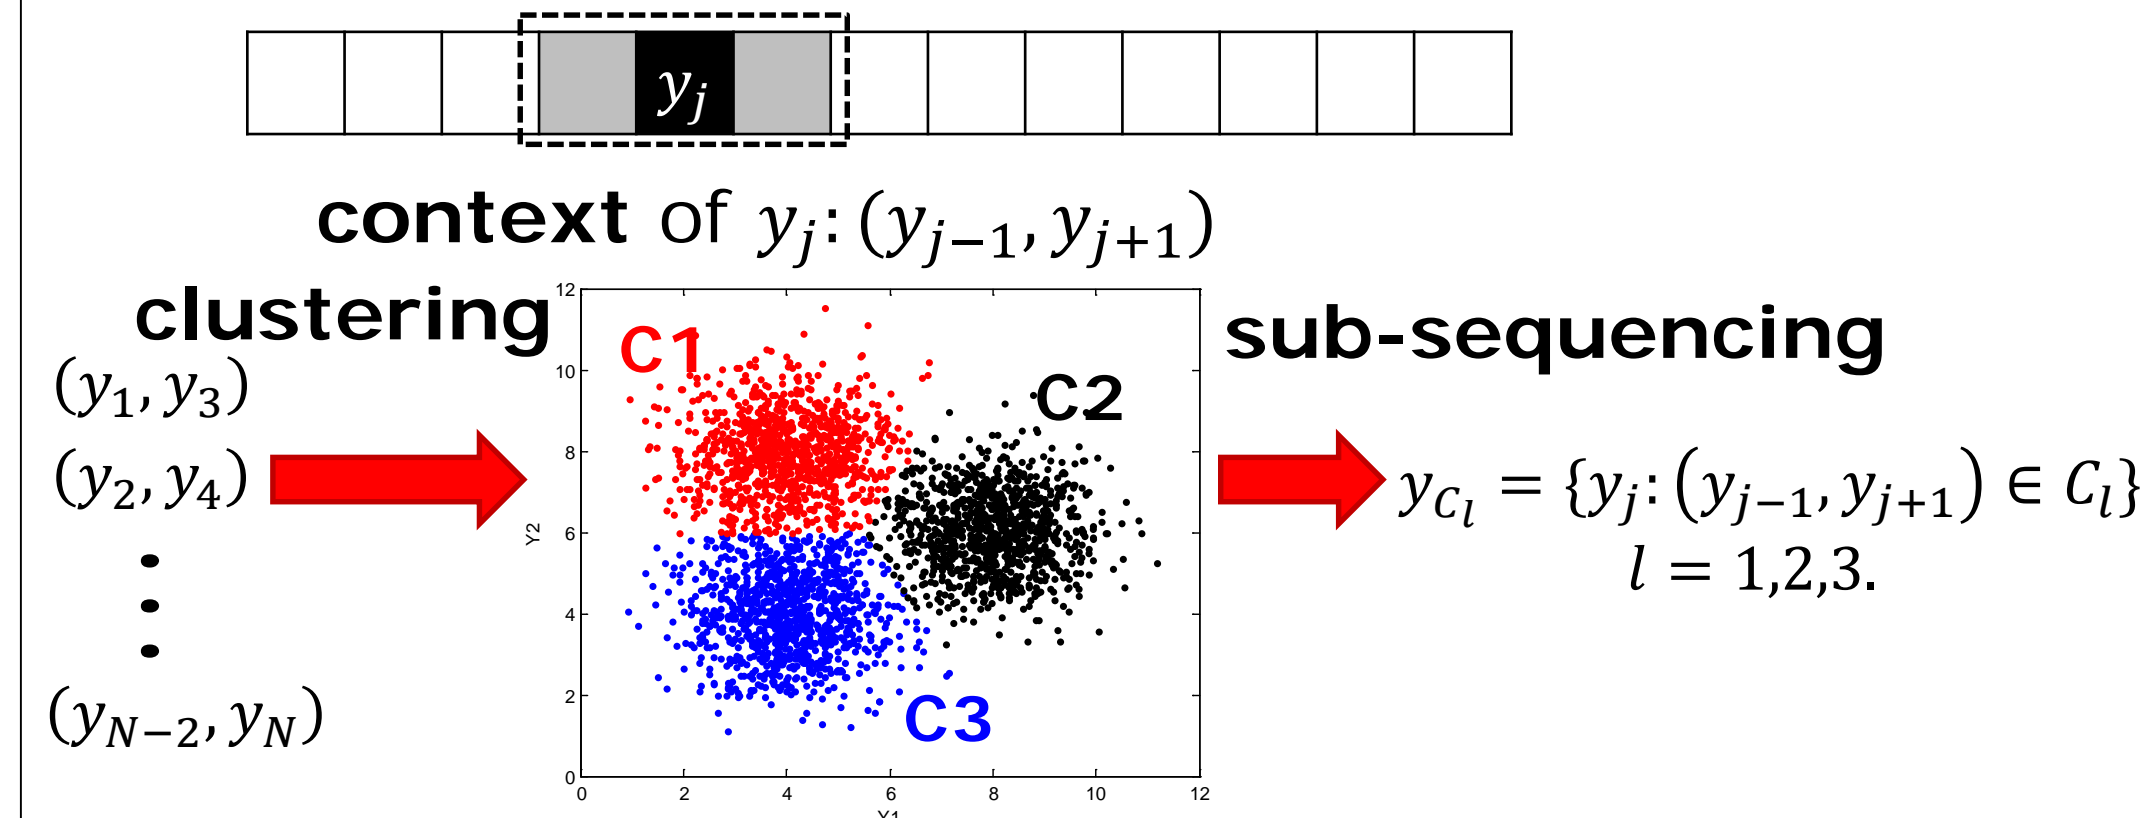 y_j
context of y_j: (y_{j−1}, y_{j+1})
clustering
(y_1, y_3)
(y_2, y_4)
(y_{N−2}, y_N)
12
10
8
6
4
2
0
Y2
C1
C2
C3
0 2 4 6 8 10 12
Y1
sub-sequencing
y_{C_l} = {y_j: (y_{j−1}, y_{j+1}) ∈ C_l}
l = 1,2,3.